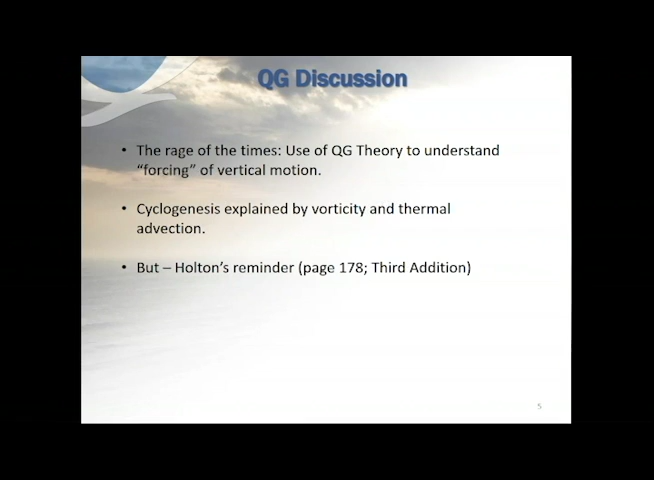 QG Discussion
• The rage of the times: Use of QG Theory to understand
“forcing” of vertical motion.
• Cyclogenesis explained by vorticity and thermal
advection.
• But – Holton’s reminder (page 178; Third Addition)
5